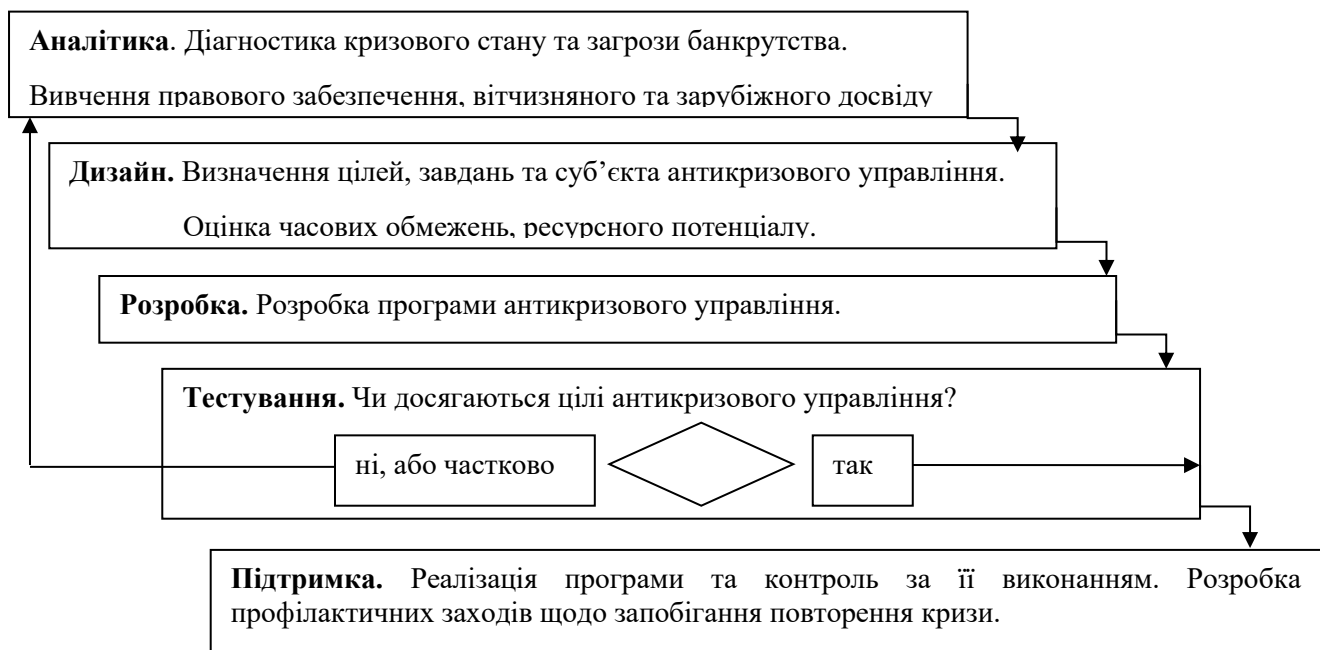 Аналітика. Діагностика кризового стану та загрози банкрутства.
Вивчення правового забезпечення, вітчизняного та зарубіжного досвіду
Дизайн. Визначення цілей, завдань та суб’єкта антикризового управління.
Оцінка часових обмежень, ресурсного потенціалу.
Розробка. Розробка програми антикризового управління.
Тестування. Чи досягаються цілі антикризового управління?
ні, або частково
так
Підтримка. Реалізація програми та контроль за її виконанням. Розробка
профілактичних заходів щодо запобігання повторення кризи.